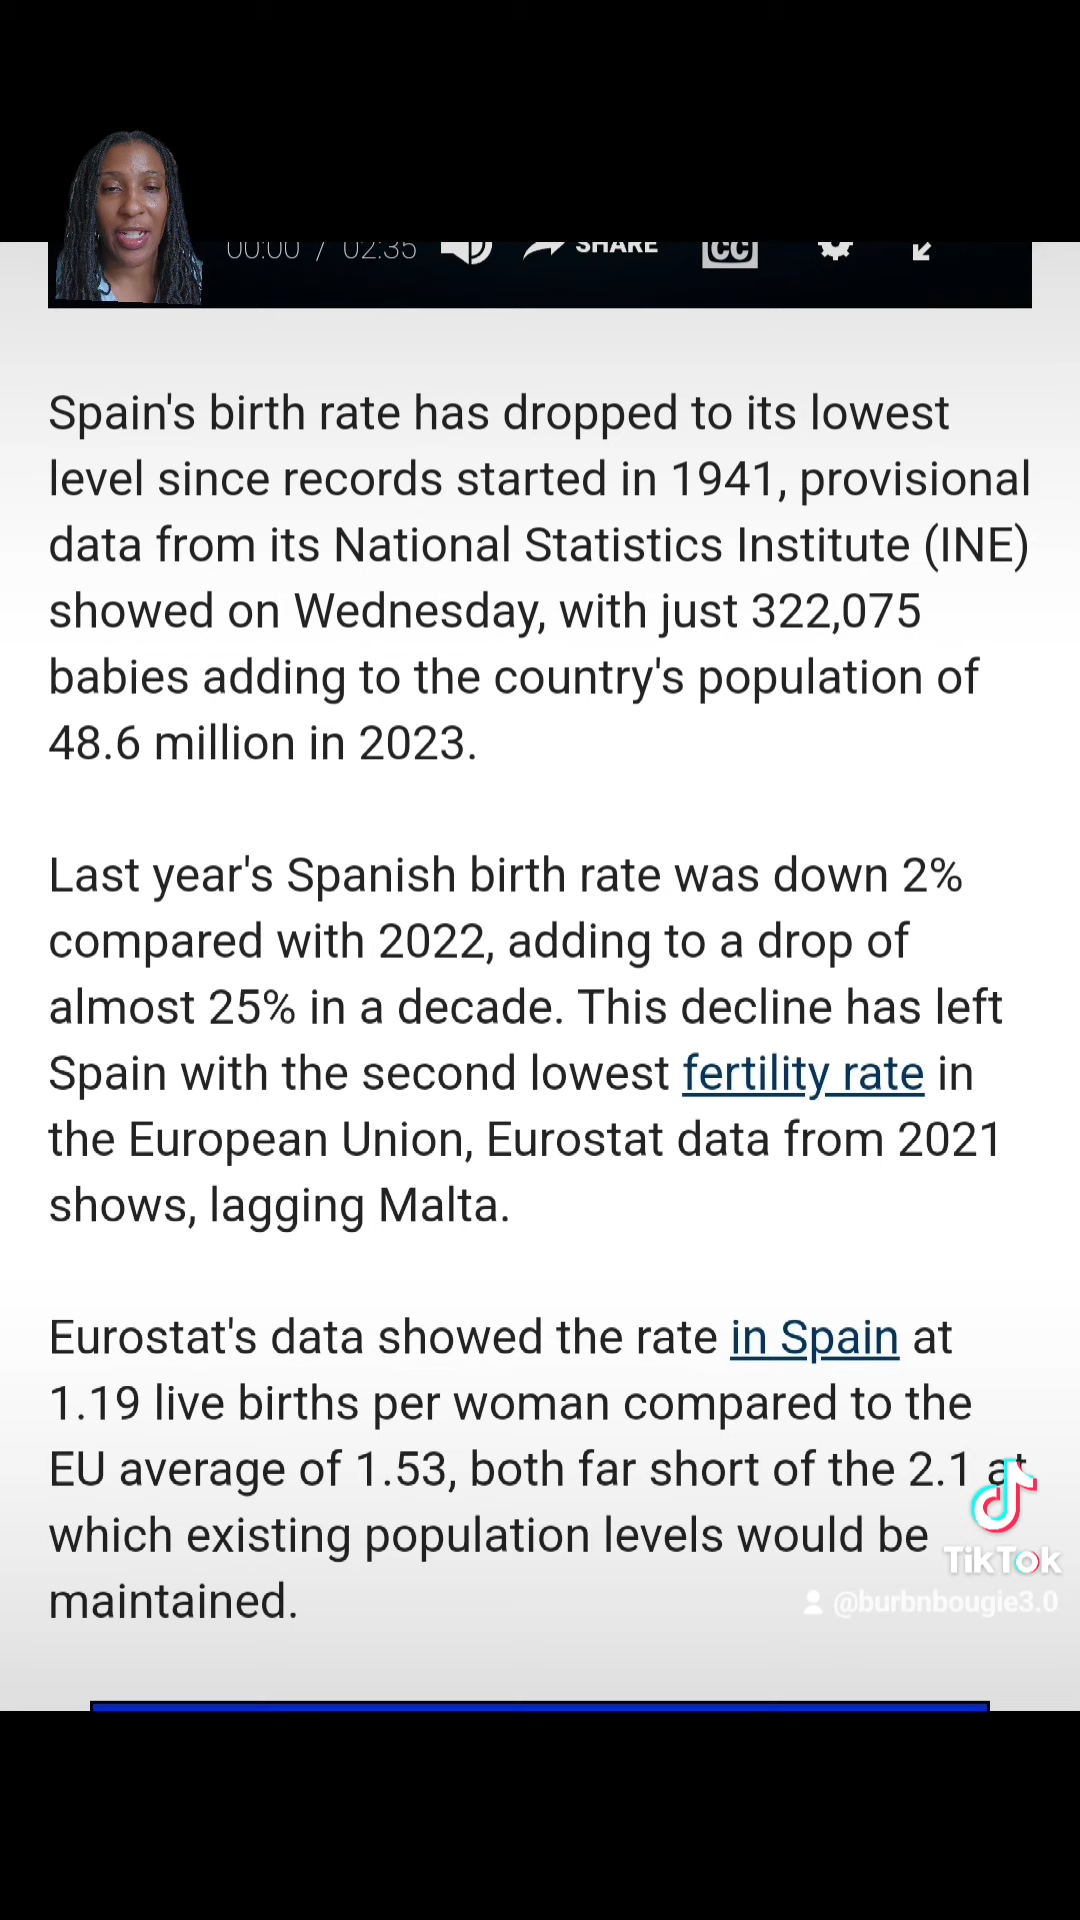 00:00 / 02:35 SHARE CC
Spain's birth rate has dropped to its lowest
level since records started in 1941, provisional
data from its National Statistics Institute (INE)
showed on Wednesday, with just 322,075
babies adding to the country's population of
48.6 million in 2023.
Last year's Spanish birth rate was down 2%
compared with 2022, adding to a drop of
almost 25% in a decade. This decline has left
Spain with the second lowest fertility rate in
the European Union, Eurostat data from 2021
shows, lagging Malta.
Eurostat's data showed the rate in Spain at
1.19 live births per woman compared to the
EU average of 1.53, both far short of the 2.1 at
which existing population levels would be
maintained.
TikTok
@burbnbougie3.0